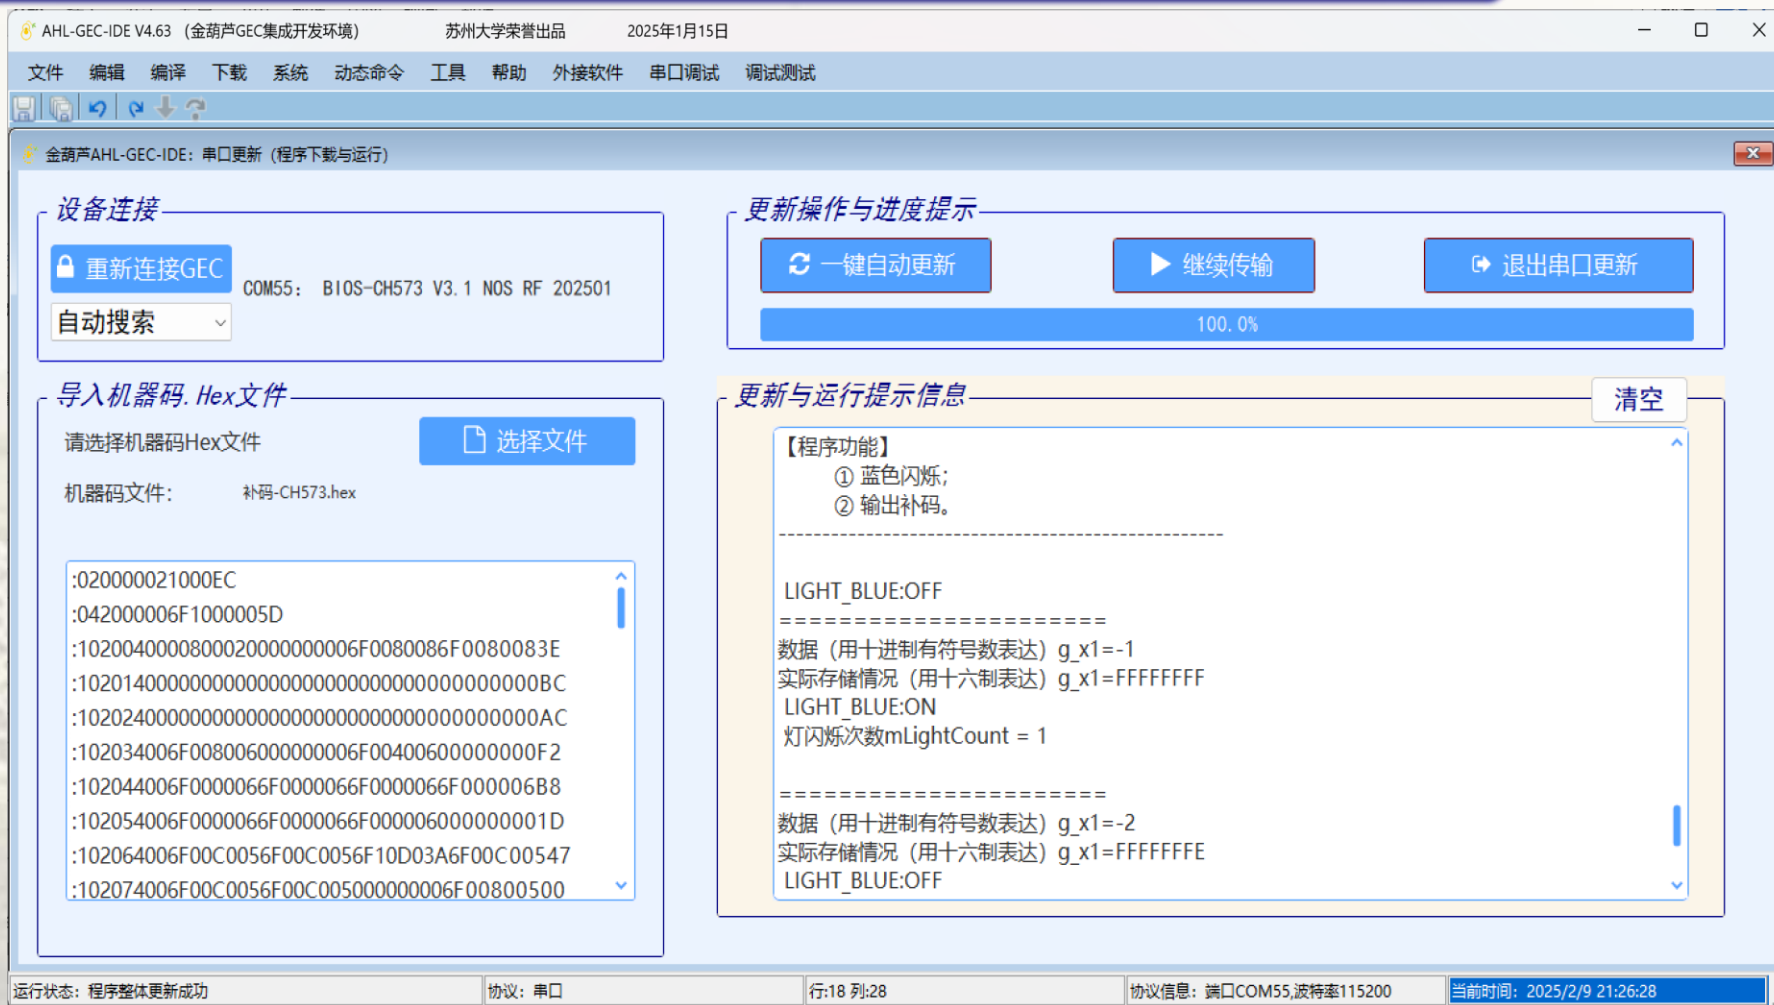 AHL-GEC-IDE V4.63 （金葫芦GEC集成开发环境） 苏州大学荣誉出品 2025年1月15日
文件 编辑 编译 下载 系统 动态命令 工具 帮助 外接软件 串口调试 调试测试
金葫芦AHL-GEC-IDE：串口更新（程序下载与运行）
设备连接
重新连接GEC
COM55： BIOS-CH573 V3.1 NOS RF 202501
自动搜索
更新操作与进度提示
一键自动更新
继续传输
退出串口更新
100.0%
导入机器码.Hex文件
请选择机器码Hex文件
选择文件
机器码文件： 补码-CH573.hex
:020000021000EC
:042000006F1000005D
:1020040000800020000000006F0080086F0080083E
:10201400000000000000000000000000000000BC
:10202400000000000000000000000000000000AC
:102034006F008006000000006F00400600000000F2
:102044006F0000066F0000066F0000066F000006B8
:102054006F0000066F0000066F000006000000001D
:102064006F00C0056F00C0056F10D03A6F00C00547
:102074006F00C0056F00C005000000006F00800500
更新与运行提示信息
清空
【程序功能】
① 蓝色闪烁；
② 输出补码。
---------------------------------------------------
LIGHT_BLUE:OFF
======================
数据（用十进制有符号数表达）g_x1=-1
实际存储情况（用十六制表达）g_x1=FFFFFFFF
LIGHT_BLUE:ON
灯闪烁次数mLightCount = 1
======================
数据（用十进制有符号数表达）g_x1=-2
实际存储情况（用十六制表达）g_x1=FFFFFFFE
LIGHT_BLUE:OFF
运行状态：程序整体更新成功 协议：串口 行:18 列:28 协议信息：端口COM55,波特率115200 当前时间：2025/2/9 21:26:28